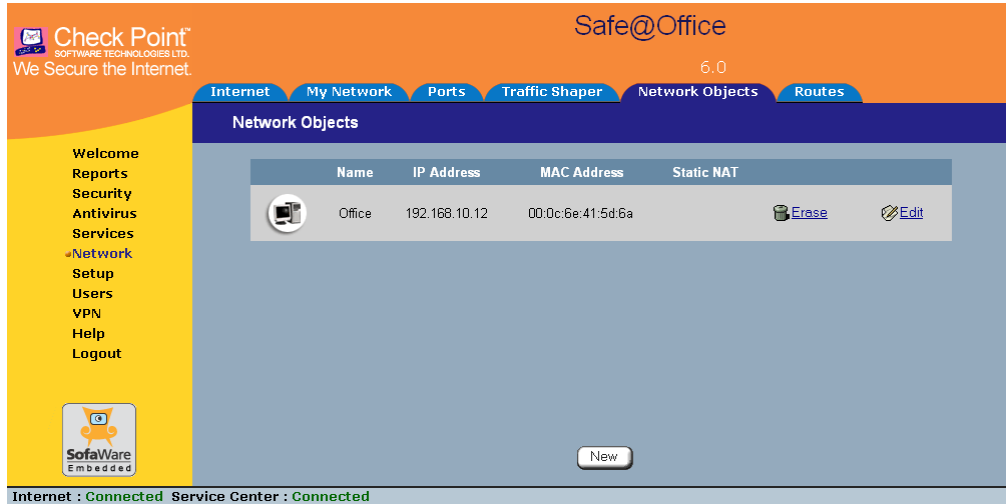 Check Point™
SOFTWARE TECHNOLOGIES LTD.
We Secure the Internet.
Safe@Office
6.0
Internet My Network Ports Traffic Shaper Network Objects Routes
Network Objects
Welcome
Reports
Security
Antivirus
Services
Network
Setup
Users
VPN
Help
Logout
Name IP Address MAC Address Static NAT
Office 192.168.10.12 00:0c:6e:41:5d:6a Erase Edit
New
SofaWare
Embedded
Internet : Connected Service Center : Connected